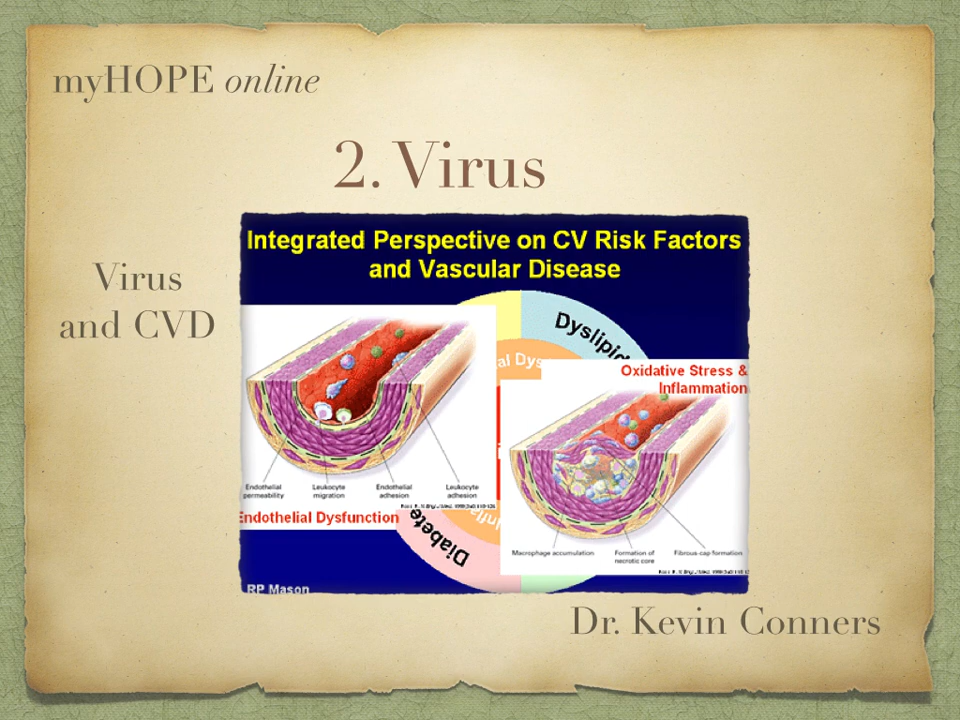 myHOPE online
2. Virus
Virus
and CVD
Integrated Perspective on CV Risk Factors
and Vascular Disease
Dyslipid
al Dys
Oxidative Stress &
Inflammation
Endothelial
permeability
Leukocyte
migration
Endothelial
adhesion
Leukocyte
adhesion
Endothelial Dysfunction
Diabete
Macrophage accumulation
Formation of
necrotic core
Fibrous-cap formation
RP Mason
Dr. Kevin Conners